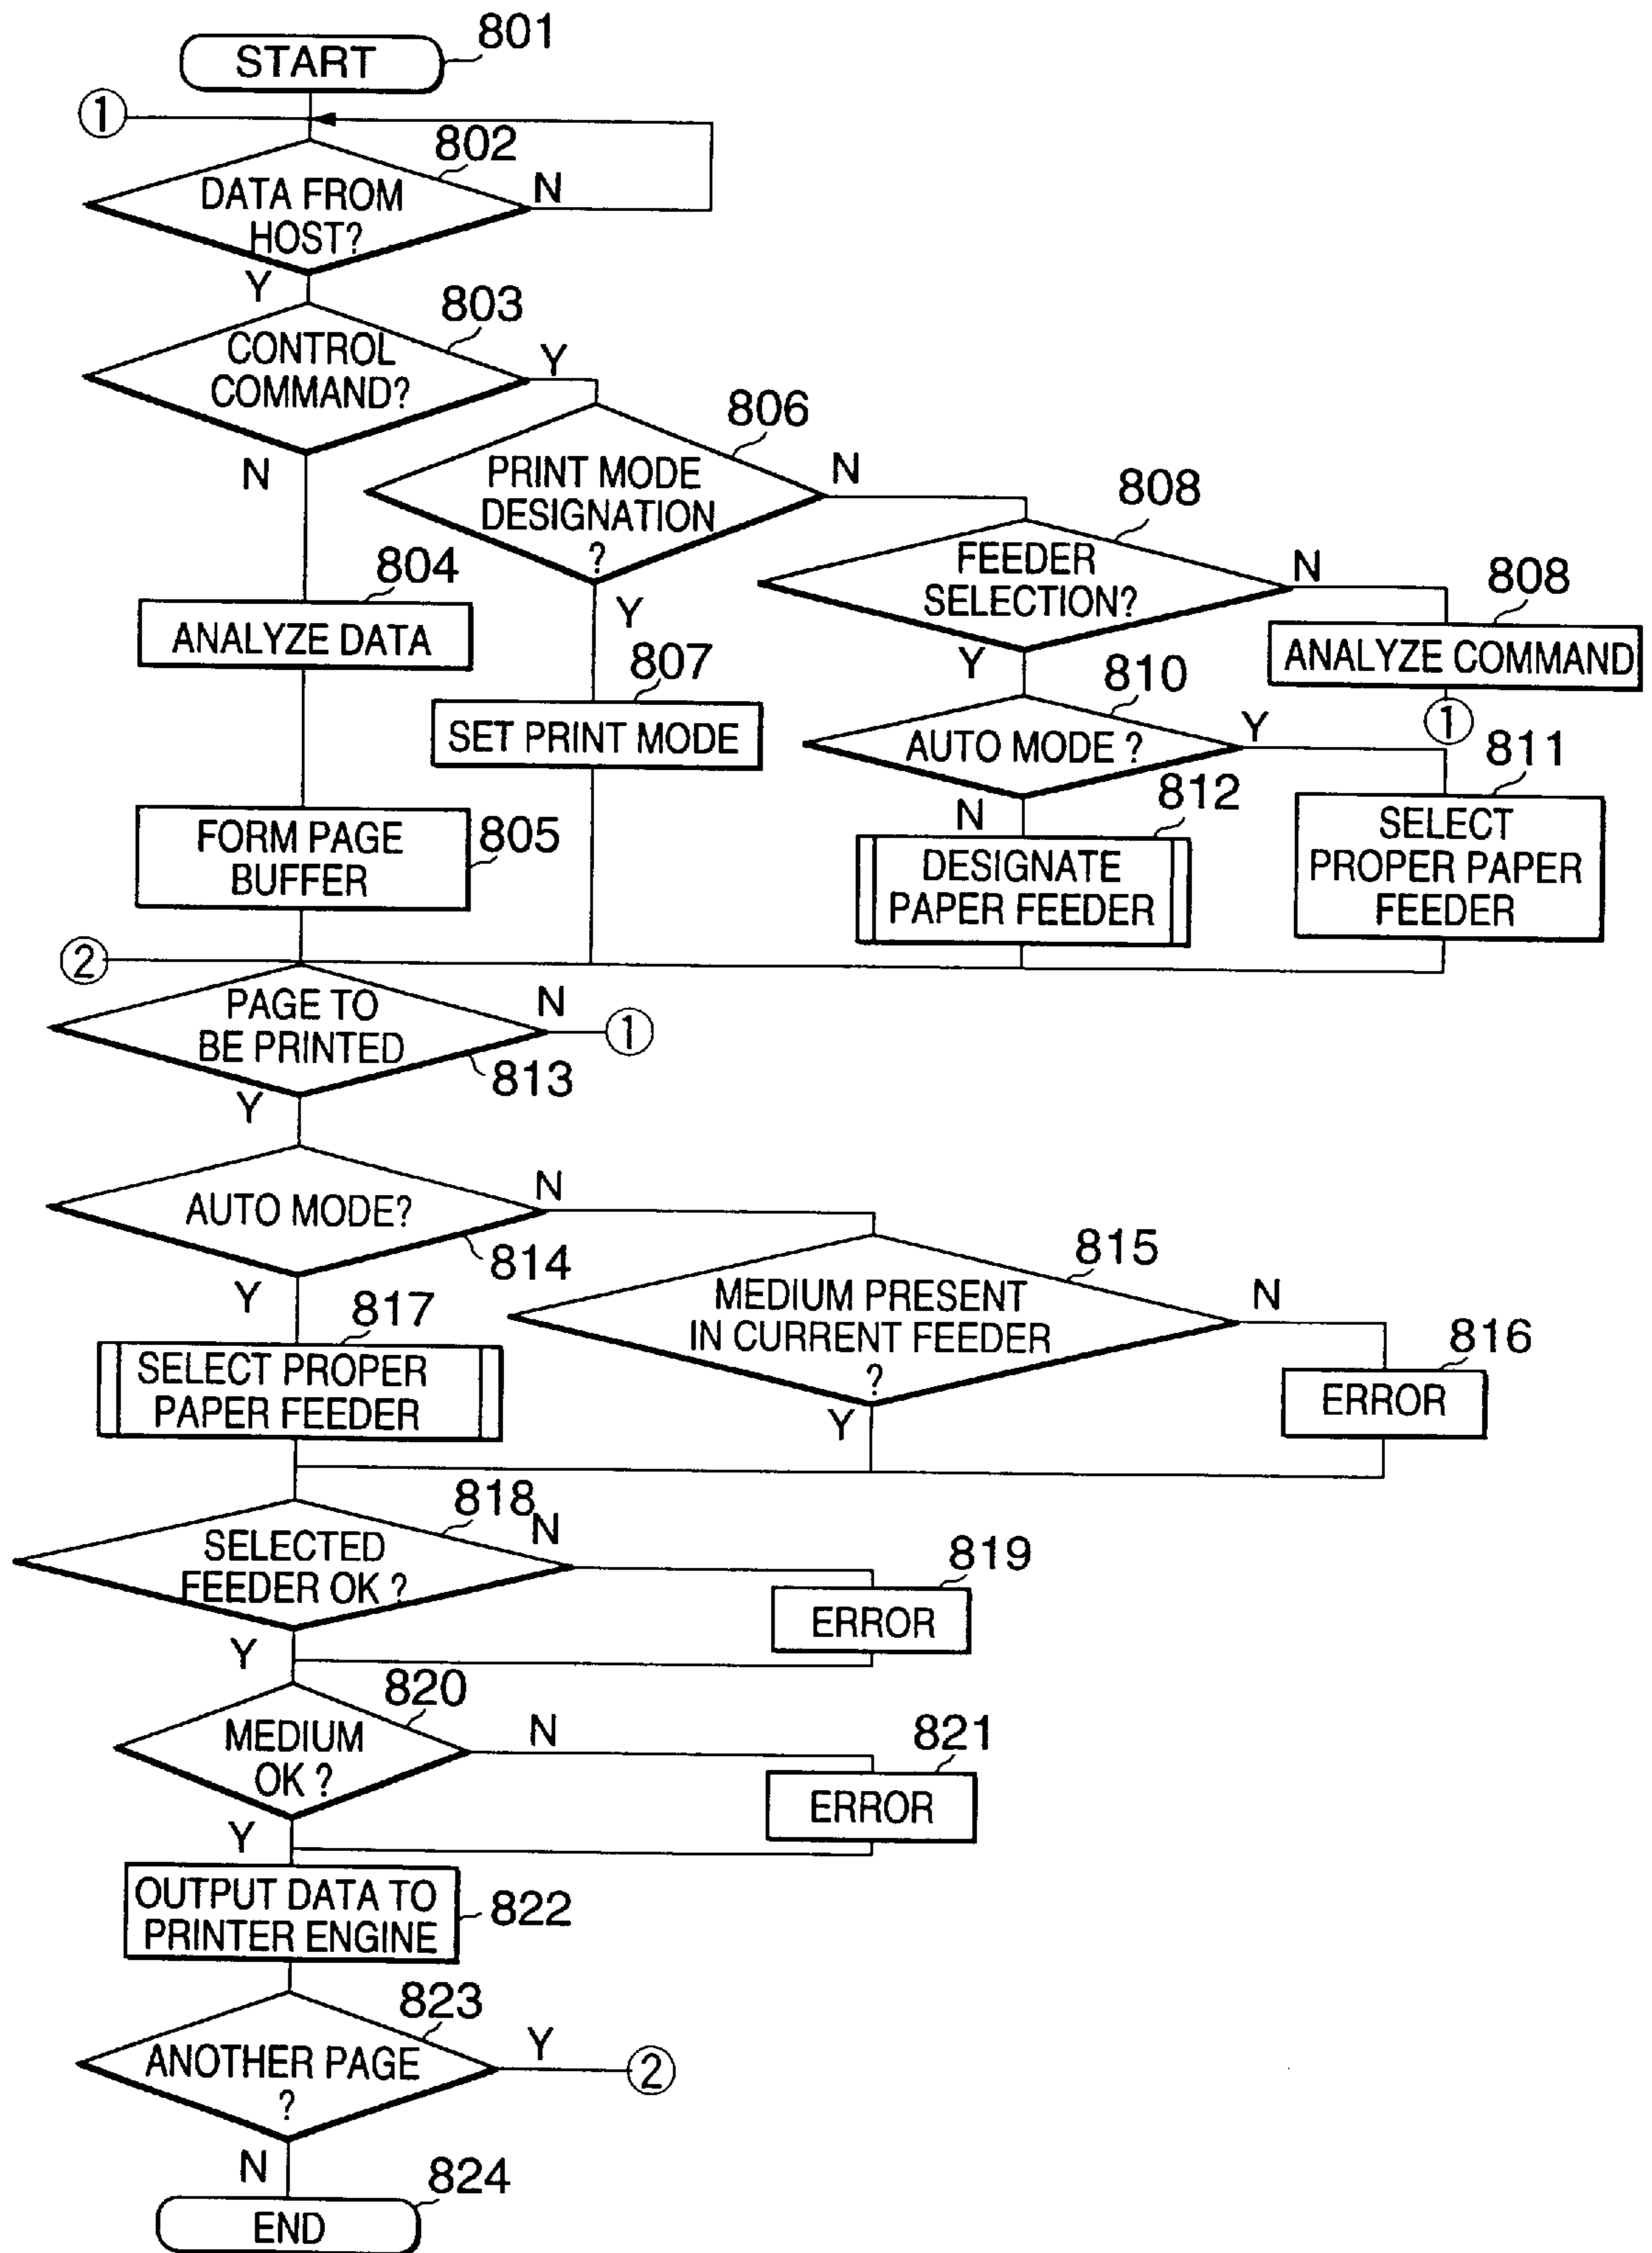 801
START
①
802
DATA FROM
HOST?
N
Y
803
CONTROL
COMMAND?
Y
N
806
PRINT MODE
DESIGNATION
?
N
Y
808
FEEDER
SELECTION?
N
Y
808
ANALYZE COMMAND
①
804
ANALYZE DATA
807
SET PRINT MODE
810
AUTO MODE ?
Y
N
811
SELECT
PROPER PAPER
FEEDER
812
DESIGNATE
PAPER FEEDER
FORM PAGE
BUFFER
805
②
PAGE TO
BE PRINTED
N
①
813
Y
AUTO MODE?
N
814
Y
815
MEDIUM PRESENT
IN CURRENT FEEDER
?
N
Y
816
ERROR
817
SELECT PROPER
PAPER FEEDER
818
SELECTED
FEEDER OK ?
N
Y
819
ERROR
820
MEDIUM
OK ?
N
Y
821
ERROR
OUTPUT DATA TO
PRINTER ENGINE
822
823
ANOTHER PAGE
?
Y
②
N
824
END